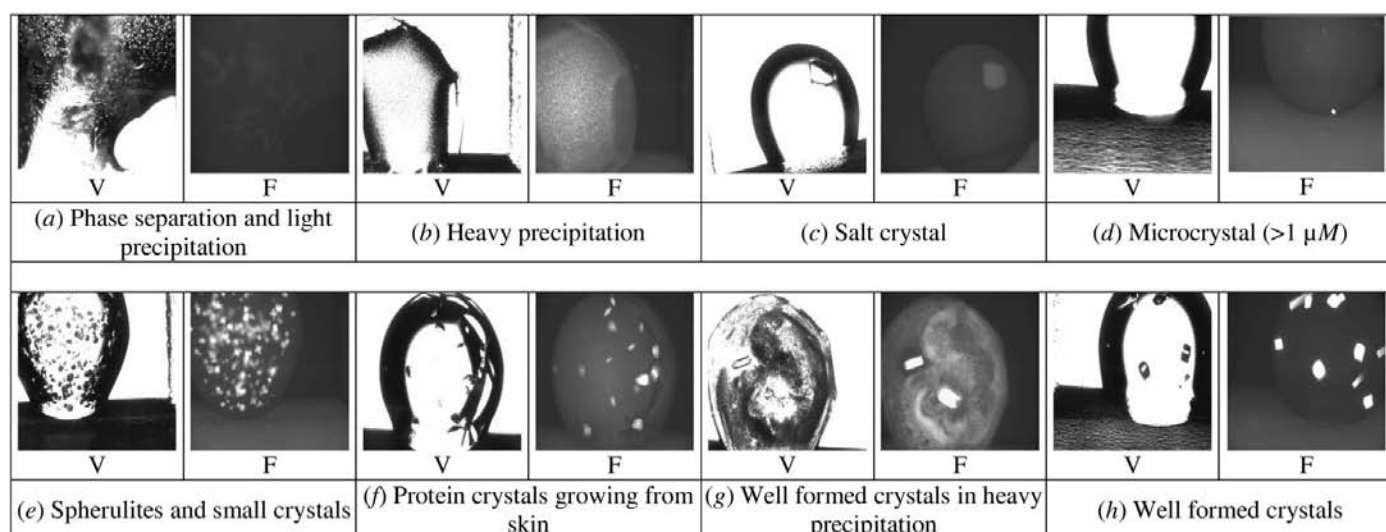 V F V F V F V F
(a) Phase separation and light
precipitation
(b) Heavy precipitation
(c) Salt crystal
(d) Microcrystal (>1 µM)
V F V F V F V F
(e) Spherulites and small crystals
(f) Protein crystals growing from
skin
(g) Well formed crystals in heavy
precipitation
(h) Well formed crystals